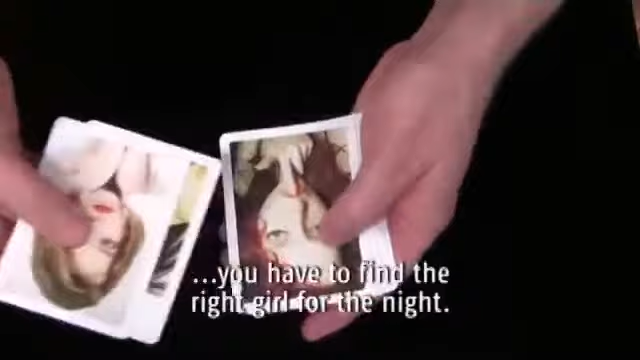 ...you have to find the
right girl for the night.